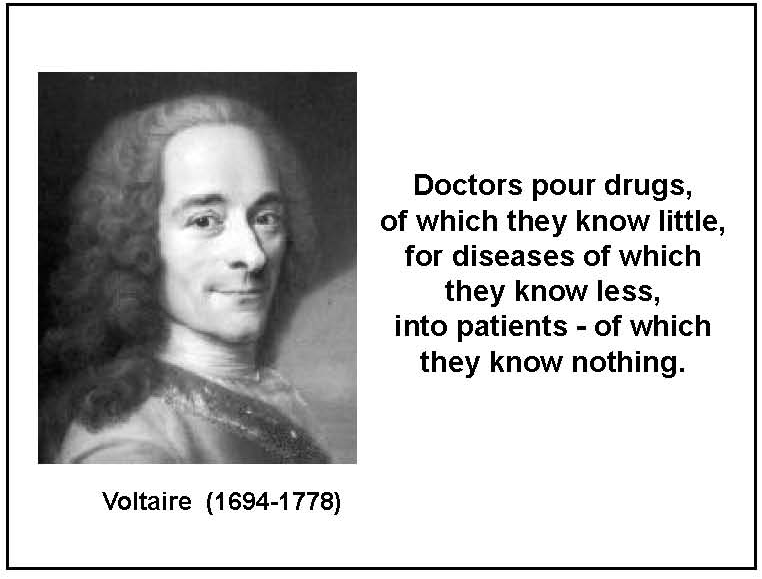 Doctors pour drugs,
of which they know little,
for diseases of which
they know less,
into patients - of which
they know nothing.
Voltaire (1694-1778)